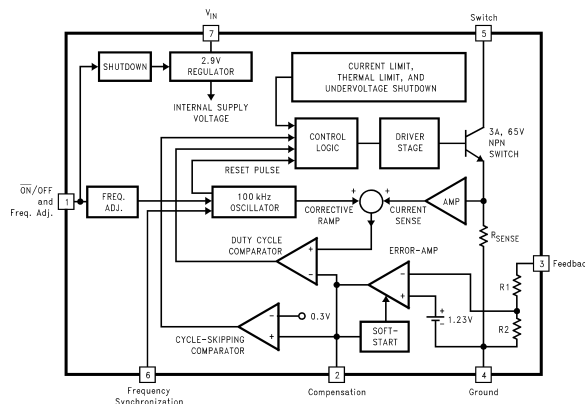 V_IN
7
Switch
5
SHUTDOWN
2.9V
REGULATOR
CURRENT LIMIT,
THERMAL LIMIT, AND
UNDERVOLTAGE SHUTDOWN
INTERNAL SUPPLY
VOLTAGE
CONTROL
LOGIC
DRIVER
STAGE
3A, 65V
NPN
SWITCH
RESET PULSE
ON/OFF
and
Freq. Adj.
1
FREQ.
ADJ.
100 kHz
OSCILLATOR
+
+
CORRECTIVE
RAMP
CURRENT
SENSE
AMP
R_SENSE
DUTY CYCLE
COMPARATOR
+
−
ERROR-AMP
−
+
3
Feedback
R1
+
−
1.23V
R2
−
0.3V
+
CYCLE-SKIPPING
COMPARATOR
SOFT-
START
6
2
4
Frequency
Synchronization
Compensation
Ground